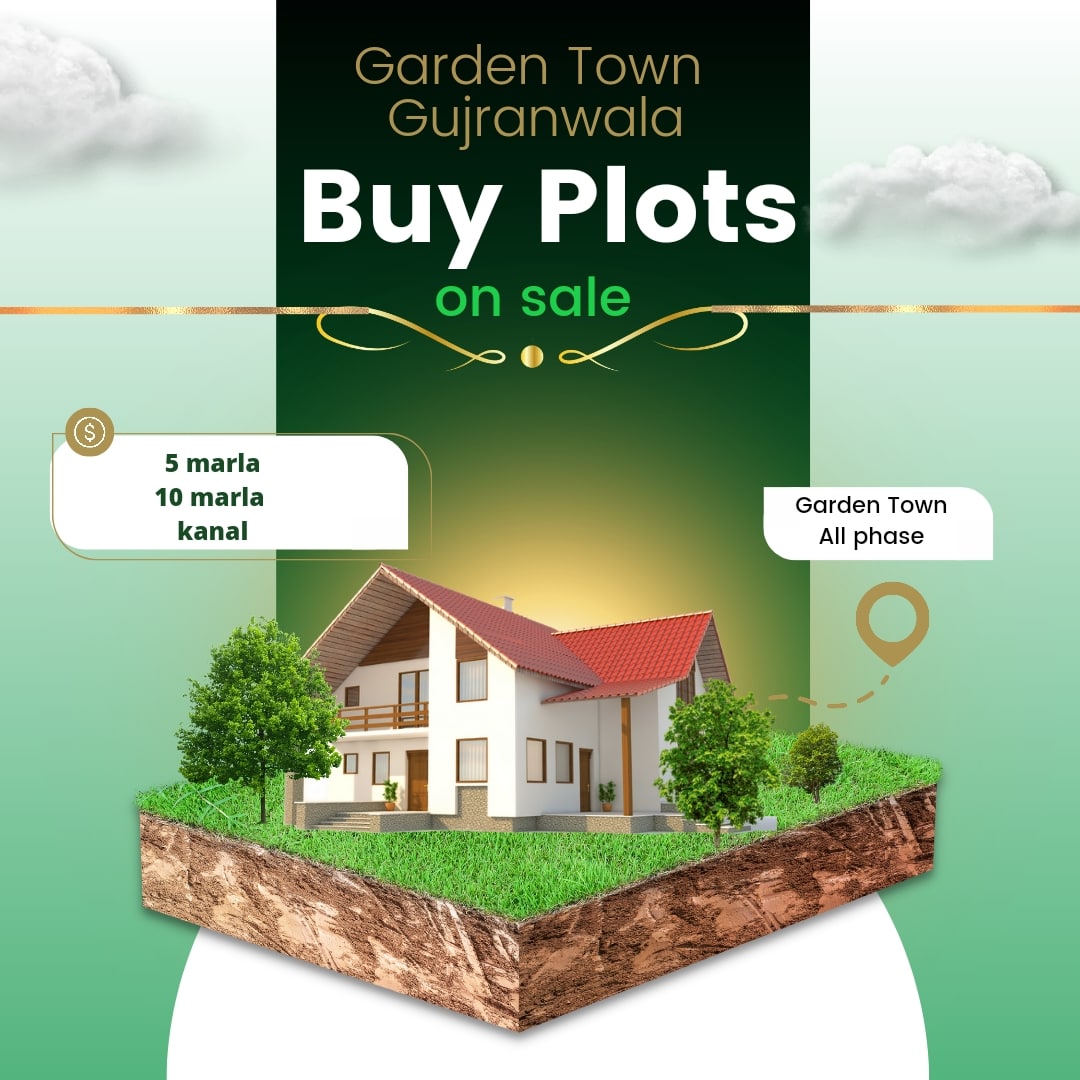 Garden Town
Gujranwala
Buy Plots
on sale
$
5 marla
10 marla
kanal
Garden Town
All phase